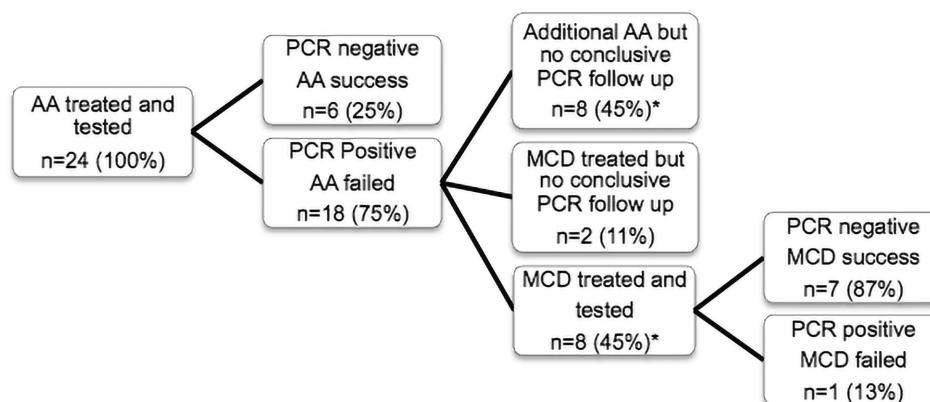 AA treated and
tested
n=24 (100%)
PCR negative
AA success
n=6 (25%)
PCR Positive
AA failed
n=18 (75%)
Additional AA but
no conclusive
PCR follow up
n=8 (45%)*
MCD treated but
no conclusive
PCR follow up
n=2 (11%)
MCD treated and
tested
n=8 (45%)*
PCR negative
MCD success
n=7 (87%)
PCR positive
MCD failed
n=1 (13%)